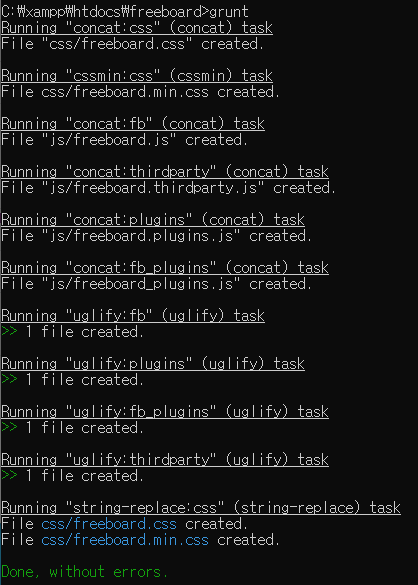 C:₩xampp₩htdocs₩freeboard>grunt
Running "concat:css" (concat) task
File "css/freeboard.css" created.
Running "cssmin:css" (cssmin) task
File css/freeboard.min.css created.
Running "concat:fb" (concat) task
File "js/freeboard.js" created.
Running "concat:thirdparty" (concat) task
File "js/freeboard.thirdparty.js" created.
Running "concat:plugins" (concat) task
File "js/freeboard.plugins.js" created.
Running "concat:fb_plugins" (concat) task
File "js/freeboard_plugins.js" created.
Running "uglify:fb" (uglify) task
>> 1 file created.
Running "uglify:plugins" (uglify) task
>> 1 file created.
Running "uglify:fb_plugins" (uglify) task
>> 1 file created.
Running "uglify:thirdparty" (uglify) task
>> 1 file created.
Running "string-replace:css" (string-replace) task
File css/freeboard.css created.
File css/freeboard.min.css created.
Done, without errors.